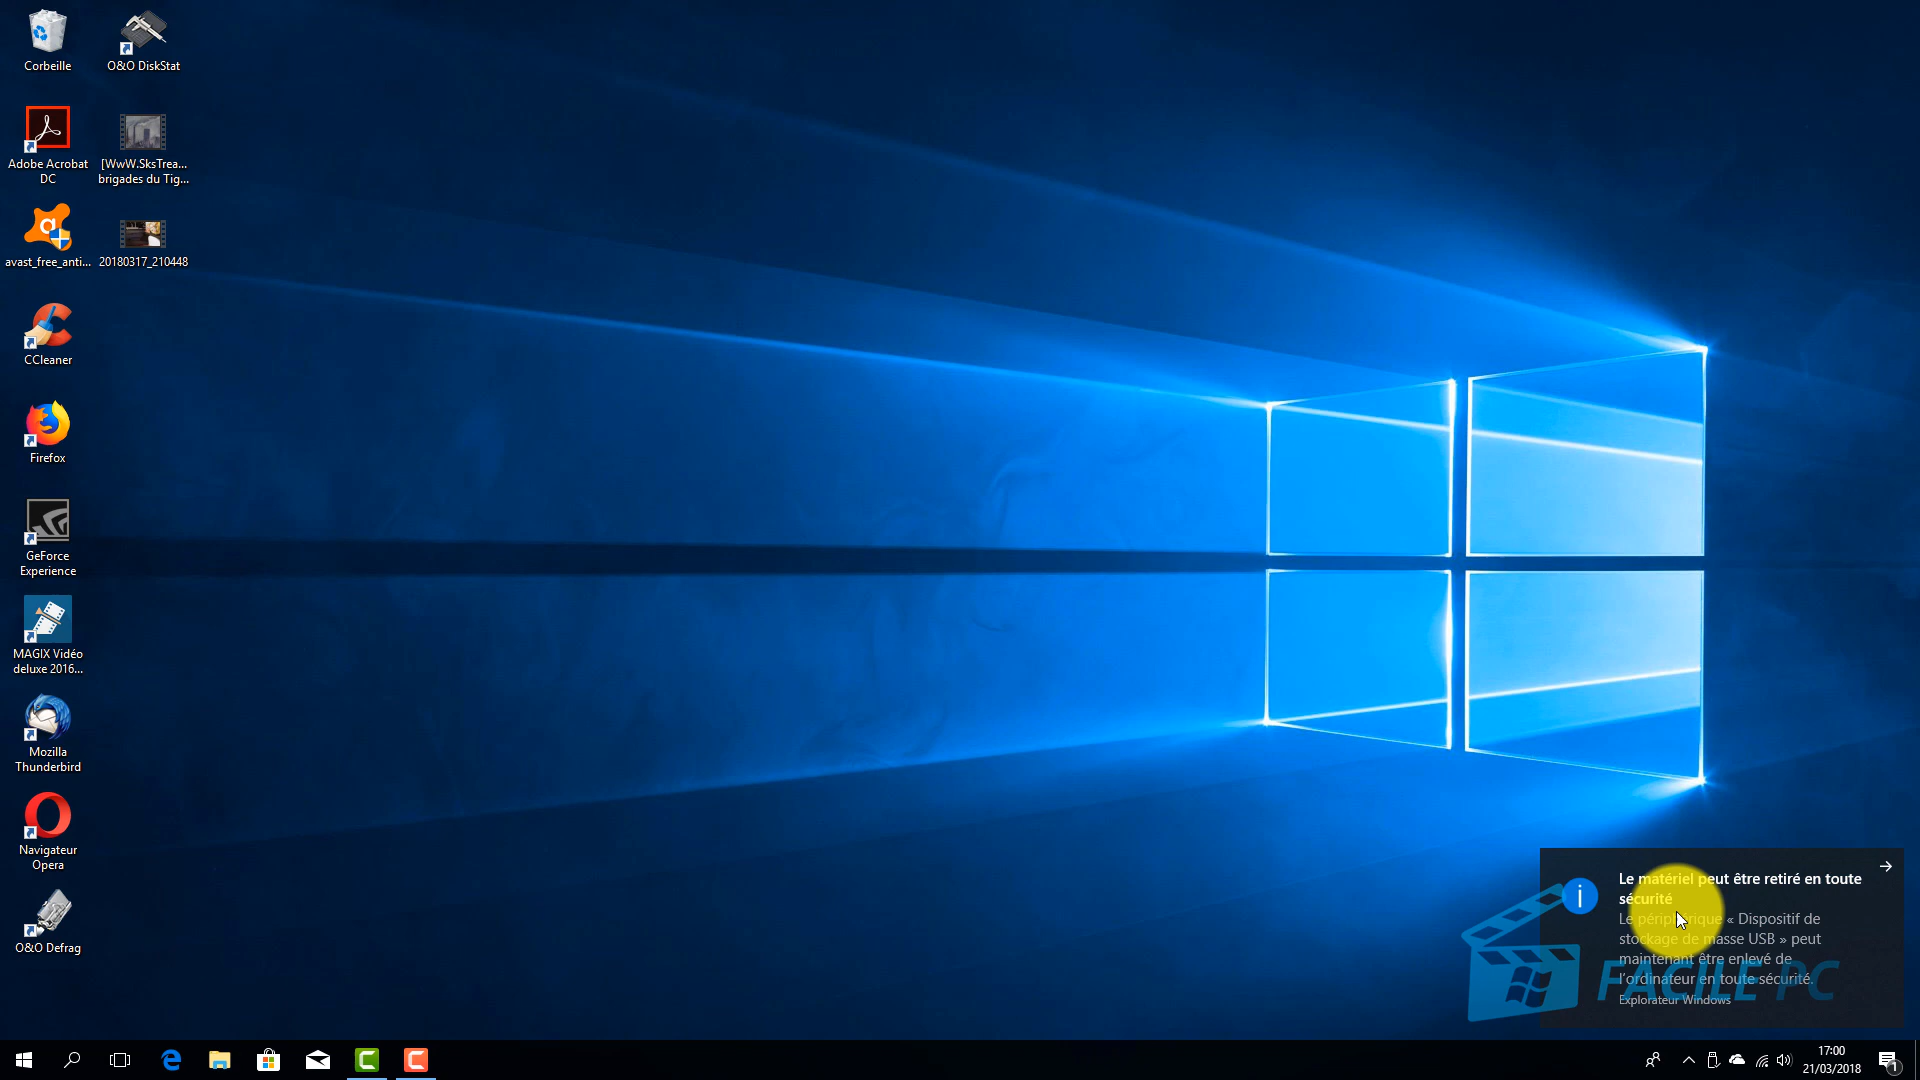 Corbeille
O&O DiskStat
Adobe Acrobat
DC
[WwW.SksTrea...
brigades du Tig...
avast_free_anti...
20180317_210448
CCleaner
Firefox
GeForce
Experience
MAGIX Vidéo
deluxe 2016...
Mozilla
Thunderbird
Navigateur
Opera
O&O Defrag
Le matériel peut être retiré en toute
sécurité
Le périphérique « Dispositif de
stockage de masse USB » peut
maintenant être enlevé de
l'ordinateur en toute sécurité.
Explorateur Windows
FACILE PC
17:00
21/03/2018
1